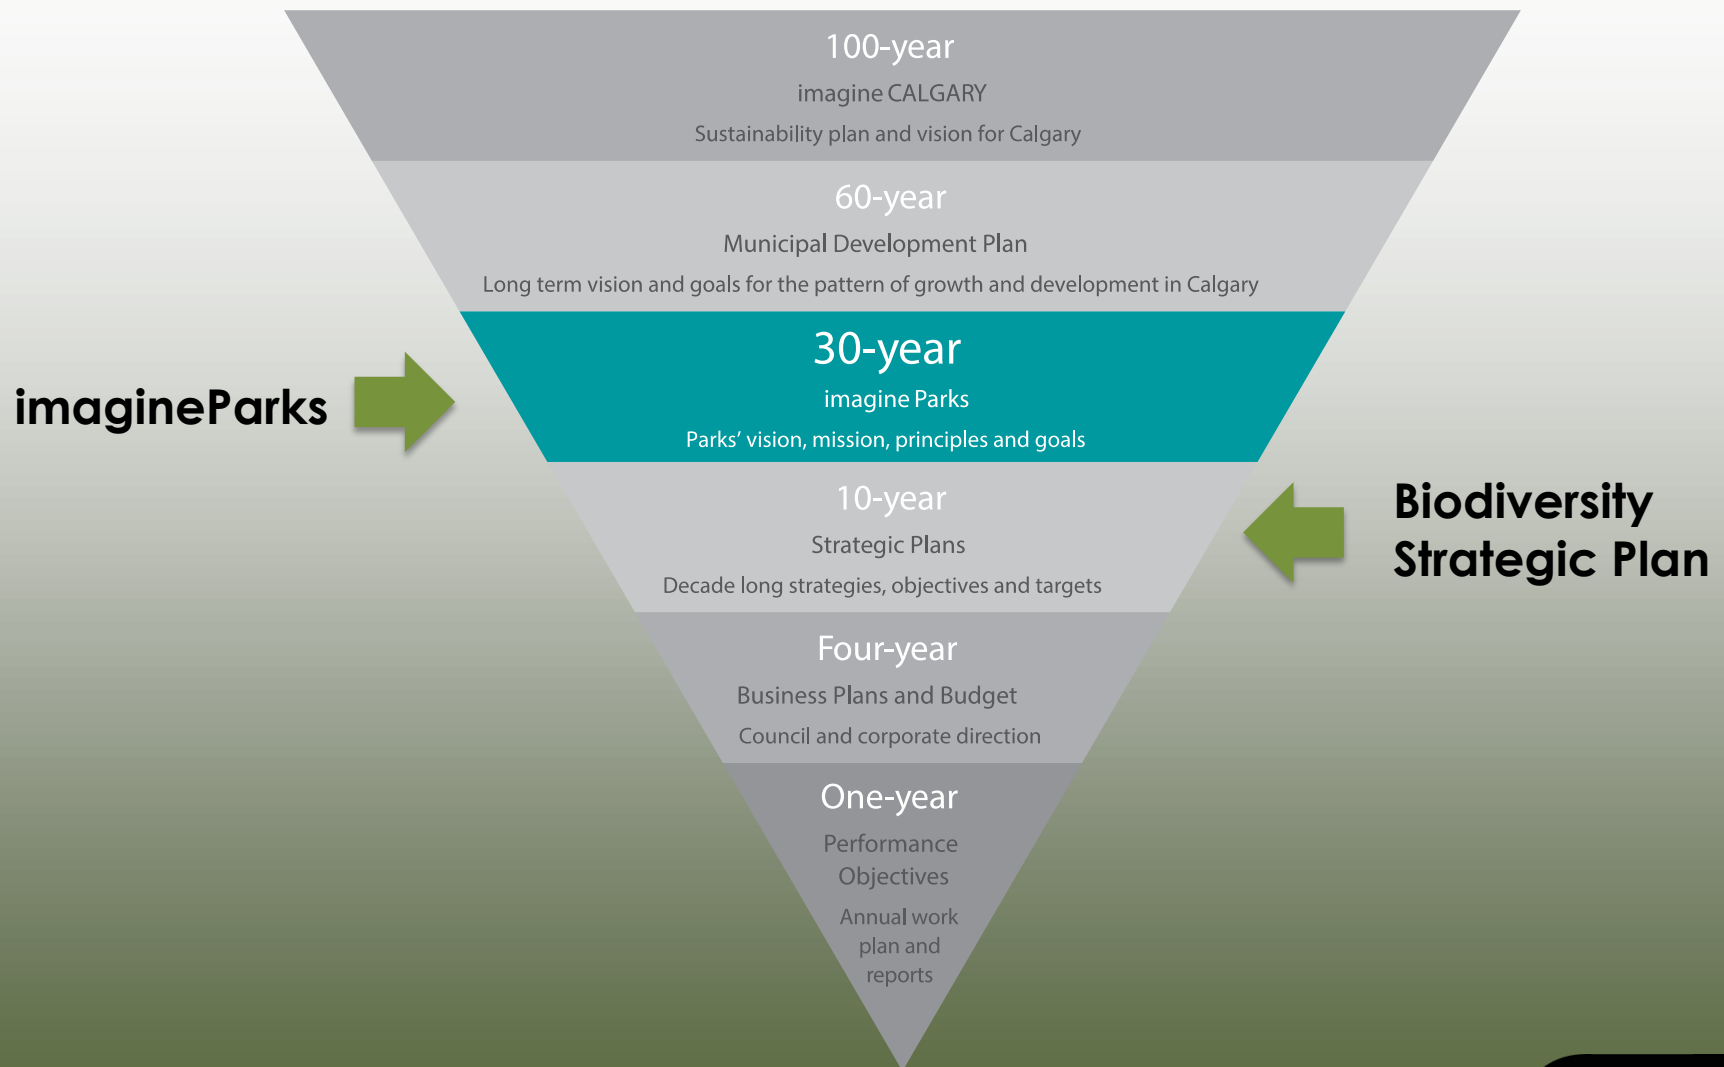 100-year
imagine CALGARY
Sustainability plan and vision for Calgary
60-year
Municipal Development Plan
Long term vision and goals for the pattern of growth and development in Calgary
30-year
imagine Parks
Parks’ vision, mission, principles and goals
imagineParks
10-year
Strategic Plans
Decade long strategies, objectives and targets
Biodiversity
Strategic Plan
Four-year
Business Plans and Budget
Council and corporate direction
One-year
Performance
Objectives
Annual work
plan and
reports